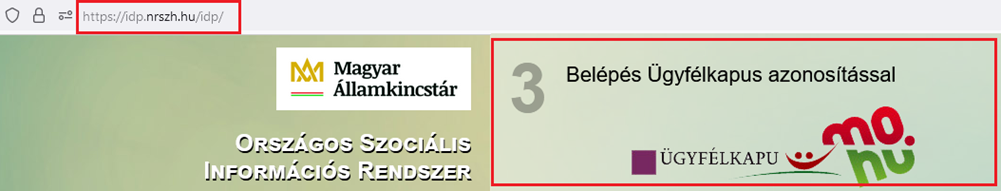 https://idp.nrszh.hu/idp/
Magyar
Államkincstár
Országos Szociális
Információs Rendszer
3
Belépés Ügyfélkapus azonosítással
ÜGYFÉLKAPU
mo.
hu